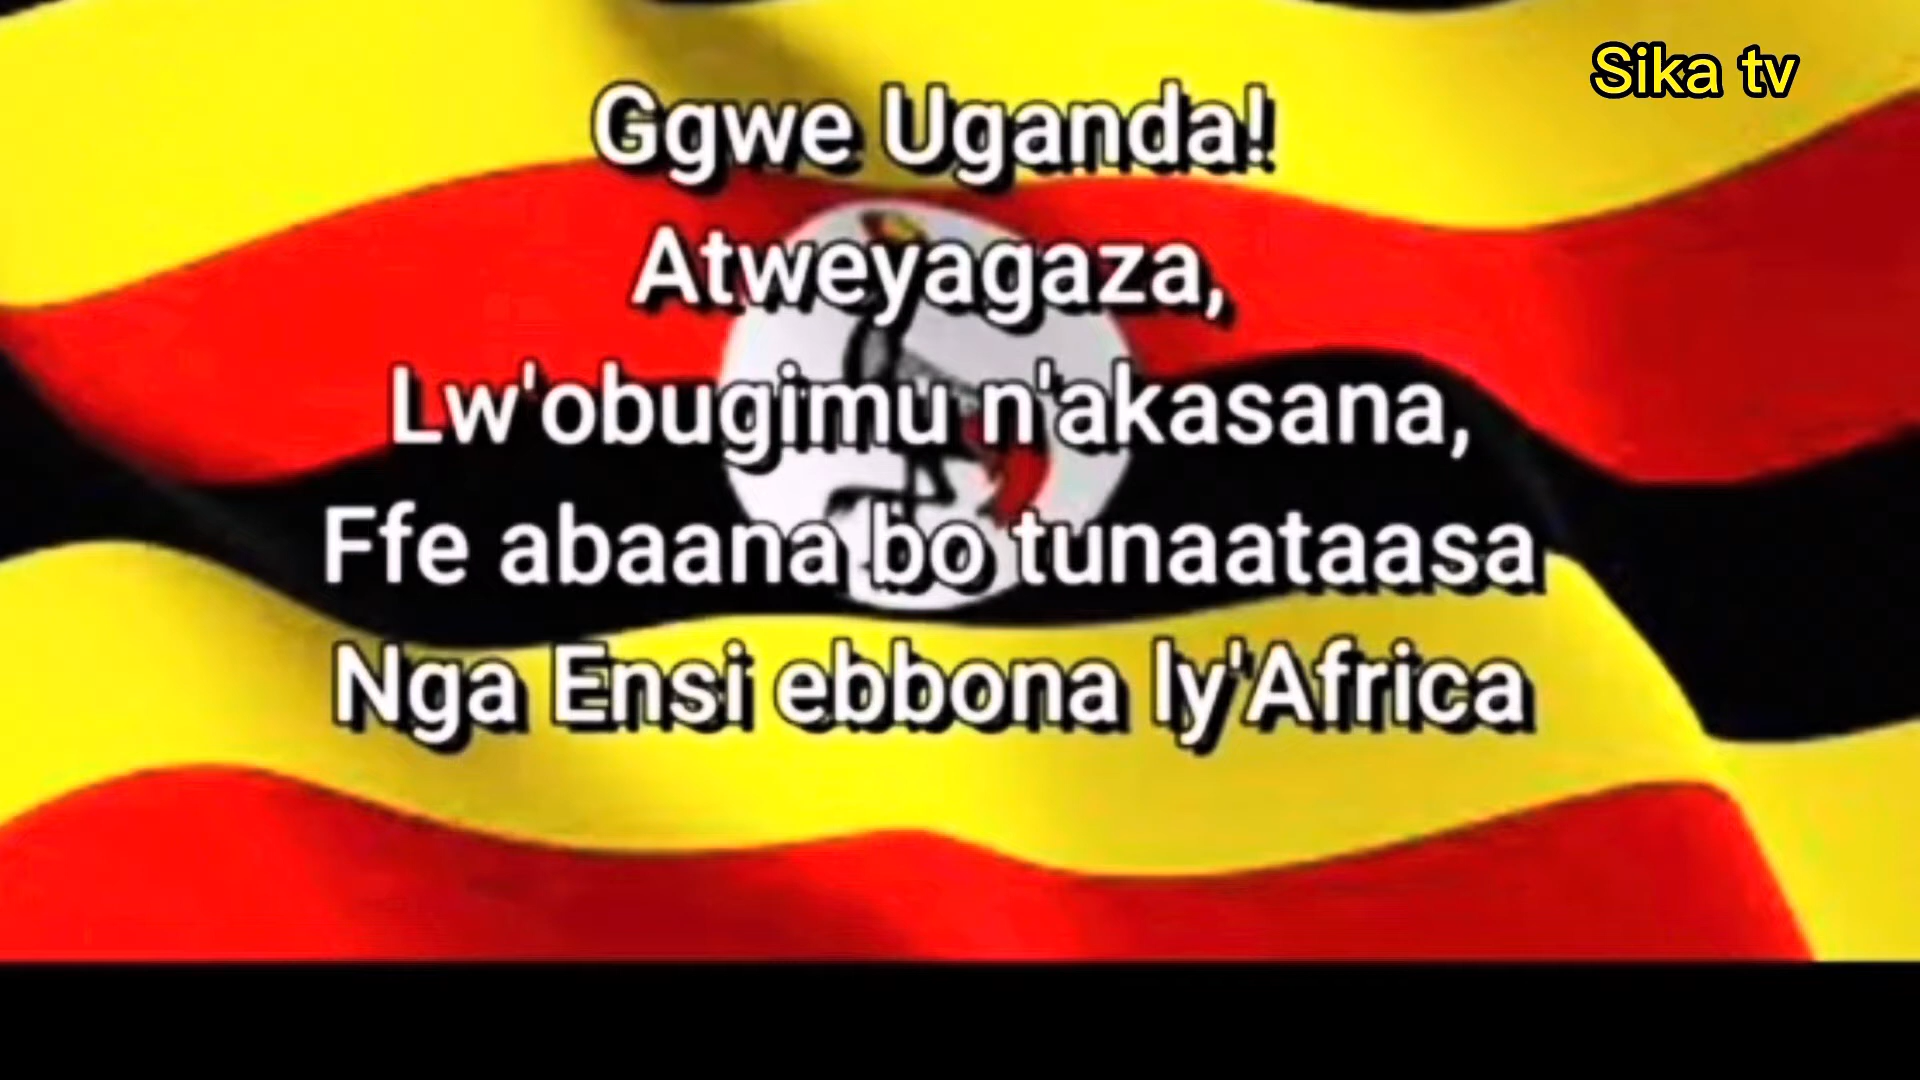 Sika tv
Ggwe Uganda!
Atweyagaza,
Lw'obugimu n'akasana,
Ffe abaana bo tunaataasa
Nga Ensi ebbona ly'Africa